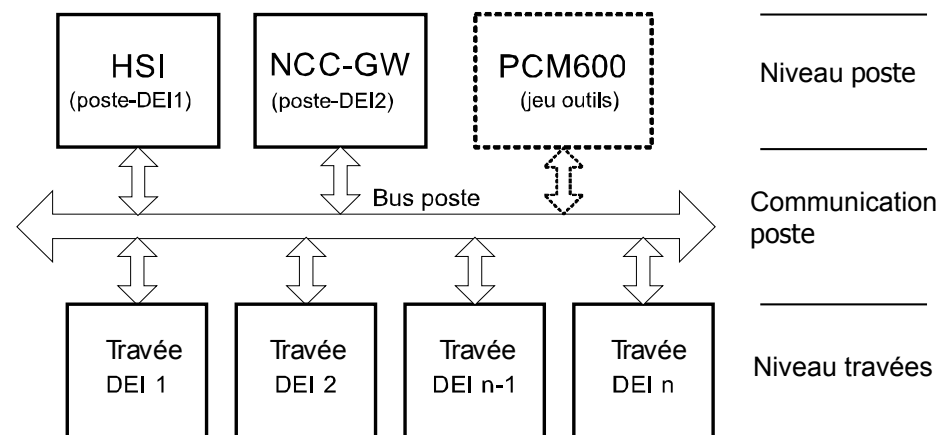 HSI
(poste-DEI1)
NCC-GW
(poste-DEI2)
PCM600
(jeu outils)
Niveau poste
Bus poste
Communication
poste
Travée
DEI 1
Travée
DEI 2
Travée
DEI n-1
Travée
DEI n
Niveau travées